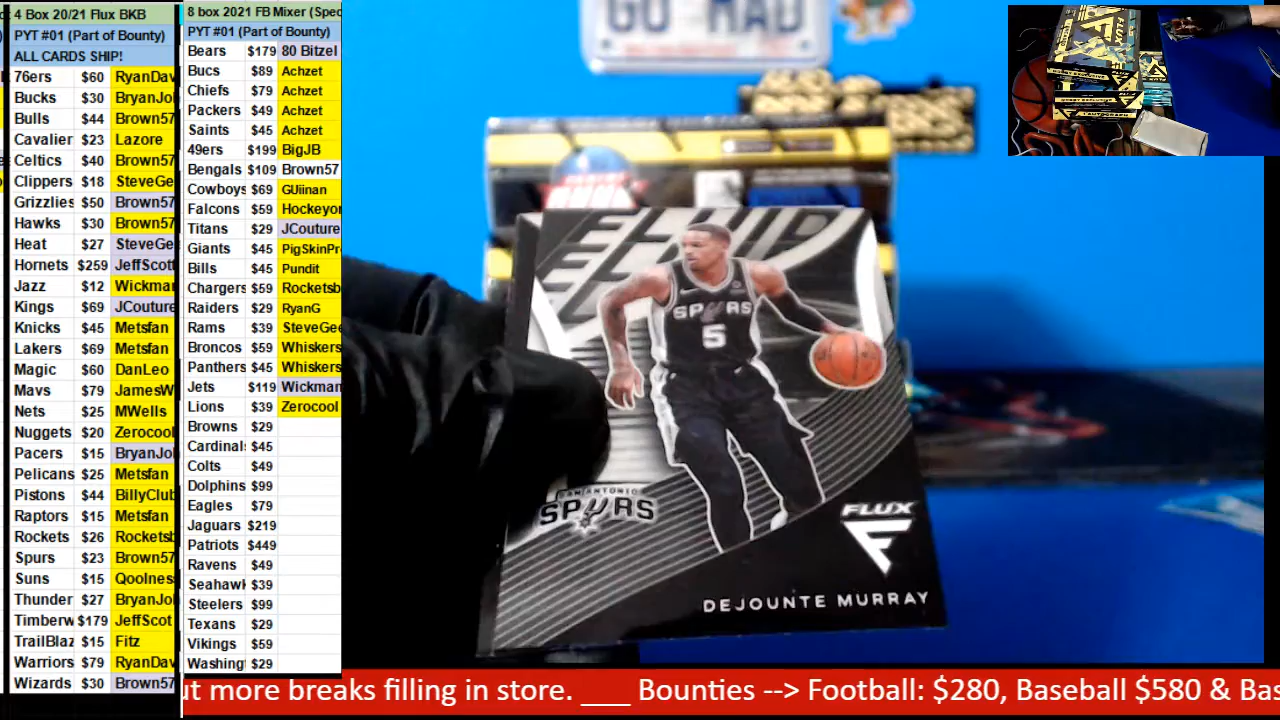 4 Box 20/21 Flux BKB
PYT #01 (Part of Bounty)
ALL CARDS SHIP!
76ers $60 RyanDav
Bucks $30 BryanJo
Bulls $44 Brown57
Cavalier $23 Lazore
Celtics $40 Brown57
Clippers $18 SteveGe
Grizzlies $50 Brown57
Hawks $30 Brown57
Heat $27 SteveGe
Hornets $259 JeffScott
Jazz $12 Wickma
Kings $69 JCouture
Knicks $45 Metsfan
Lakers $69 Metsfan
Magic $60 DanLeo
Mavs $79 JamesW
Nets $25 MWells
Nuggets $20 Zerocool
Pacers $15 BryanJo
Pelicans $25 Metsfan
Pistons $44 BillyClub
Raptors $15 Metsfan
Rockets $26 Rocketsb
Spurs $23 Brown57
Suns $15 Qoolnes
Thunder $27 BryanJo
Timberw $179 JeffScot
TrailBlaz $15 Fitz
Warriors $79 RyanDav
Wizards $30 Brown57
8 box 2021 FB Mixer (Spec
PYT #01 (Part of Bounty)
Bears $179 80 Bitzel
Bucs $89 Achzet
Chiefs $79 Achzet
Packers $49 Achzet
Saints $45 Achzet
49ers $199 BigJB
Bengals $109 Brown57
Cowboys $69 GUiinan
Falcons $59 Hockeyor
Titans $29 JCouture
Giants $45 PigSkinPr
Bills $45 Pundit
Chargers $59 Rocketsb
Raiders $29 RyanG
Rams $39 SteveGee
Broncos $59 Whiskers
Panthers $45 Whiskers
Jets $119 Wickman
Lions $39 Zerocool
Browns $29
Cardinal $45
Colts $49
Dolphins $99
Eagles $79
Jaguars $219
Patriots $449
Ravens $49
Seahawk $39
Steelers $99
Texans $29
Vikings $59
Washing $29
GO MAD
SPURS
5
SAN ANTONIO
SPURS
FLUX
DEJOUNTE MURRAY
ut more breaks filling in store. ___ Bounties --> Football: $280, Baseball $580 & Bas